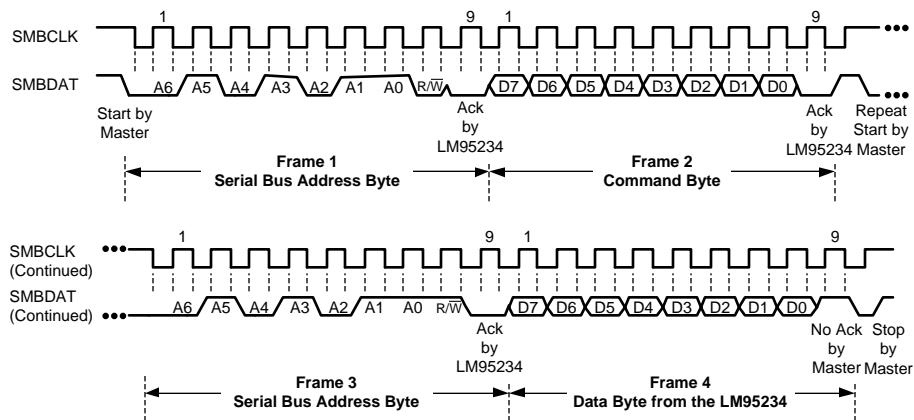 1 9 1 9
SMBCLK
SMBDAT
A6 A5 A4 A3 A2 A1 A0 R/W D7 D6 D5 D4 D3 D2 D1 D0
Start by
Master
Ack
by
LM95234
Ack
by
LM95234
Repeat
Start by
Master
Frame 1
Serial Bus Address Byte
Frame 2
Command Byte
1 9 1 9
SMBCLK
(Continued)
SMBDAT
(Continued)
A6 A5 A4 A3 A2 A1 A0 R/W D7 D6 D5 D4 D3 D2 D1 D0
Ack
by
LM95234
No Ack
by
Master
Stop
by
Master
Frame 3
Serial Bus Address Byte
Frame 4
Data Byte from the LM95234